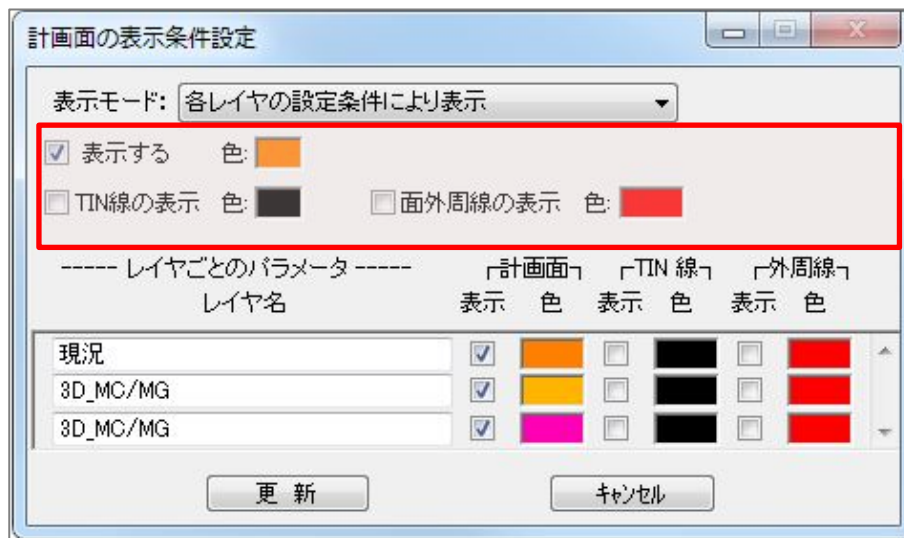 計画面の表示条件設定
表示モード: 各レイヤの設定条件により表示
表示する 色:
TIN線の表示 色: 面外周線の表示 色:
----- レイヤごとのパラメータ ----- ┌計画面┐ ┌TIN 線┐ ┌外周線┐
レイヤ名 表示 色 表示 色 表示 色
現況
3D_MC/MG
3D_MC/MG
更 新 キャンセル